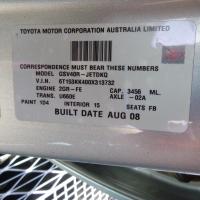 TOYOTA MOTOR CORPORATION AUSTRALIA LIMITED
CORRESPONDENCE MUST BEAR THESE NUMBERS
MODEL GSV40R-JETDKQ
V.I.N. 6T153KK400X313732
ENGINE 2GR-FE CAP. 3456 ML.
TRANS. U660E AXLE -02A
PAINT 1D4 INTERIOR 15 SEATS FB
BUILT DATE AUG 08